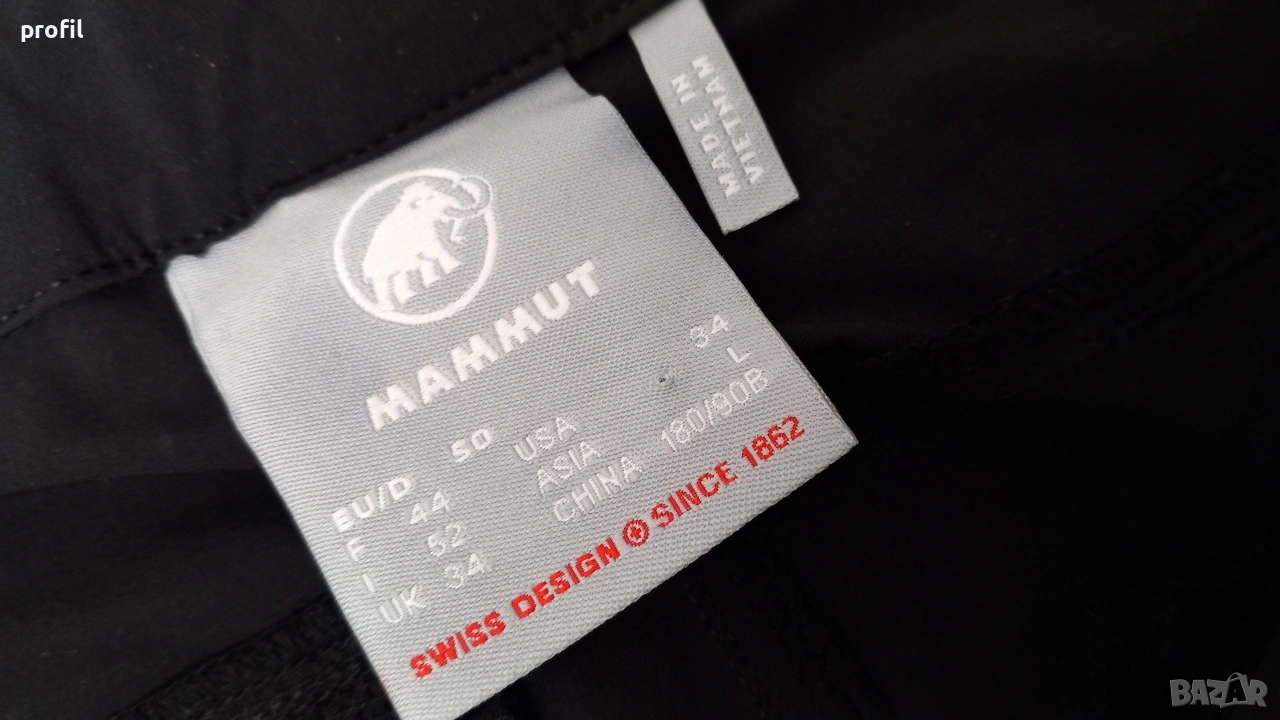 profil
MADE IN
VIETNAM
MAMMUT
EU/D 50 USA 34
F 44 ASIA L
I 52 CHINA 180/90B
UK 34
SWISS DESIGN SINCE 1862
BAZAR